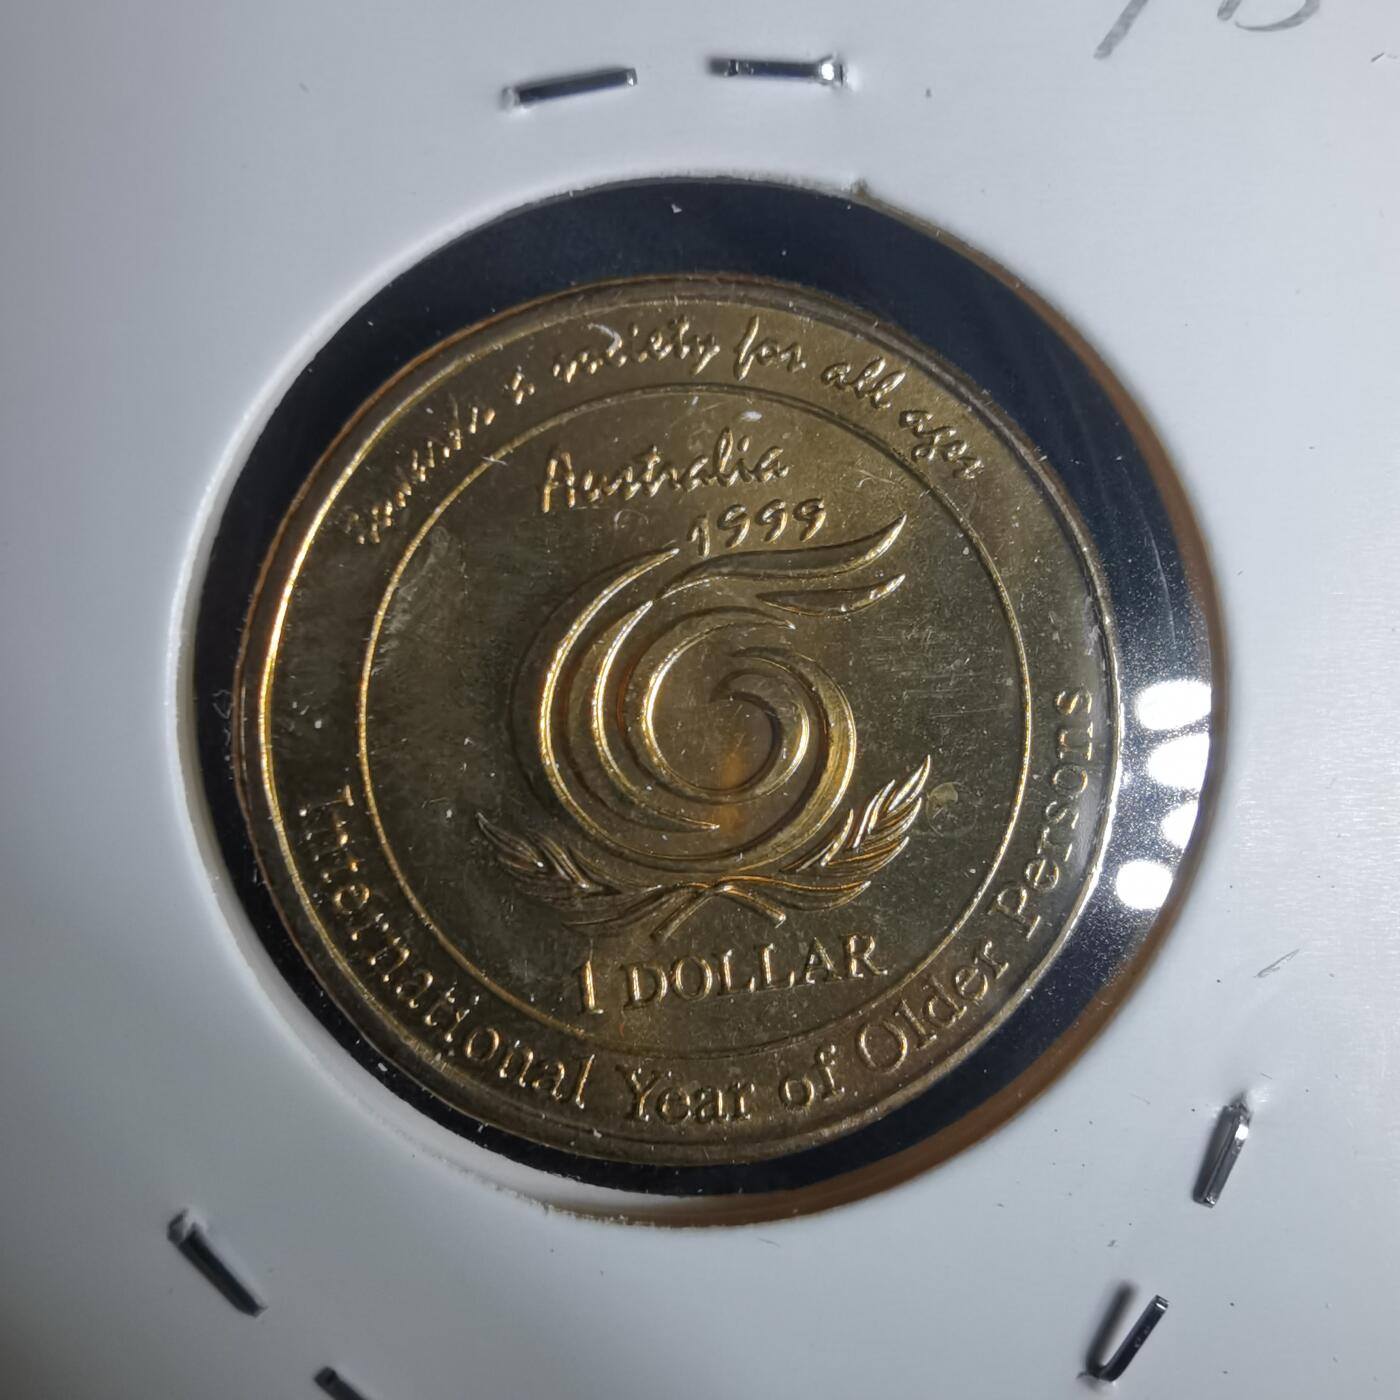 towards a society for all ages
Australia
1999
1 DOLLAR
International Year of Older Persons